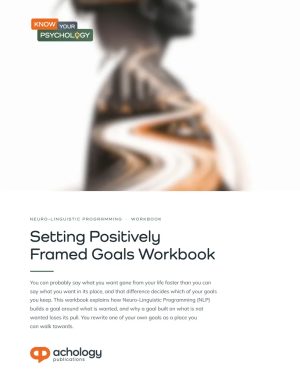 KNOW YOUR
PSYCHOLOGY
NEURO-LINGUISTIC PROGRAMMING WORKBOOK
Setting Positively
Framed Goals Workbook
You can probably say what you want gone from your life faster than you can
say what you want in its place, and that difference decides which of your goals
you keep. This workbook explains how Neuro-Linguistic Programming (NLP)
builds a goal around what is wanted, and why a goal built on what is not
wanted loses its pull. You rewrite one of your own goals as a place you
can walk towards.
achology
publications